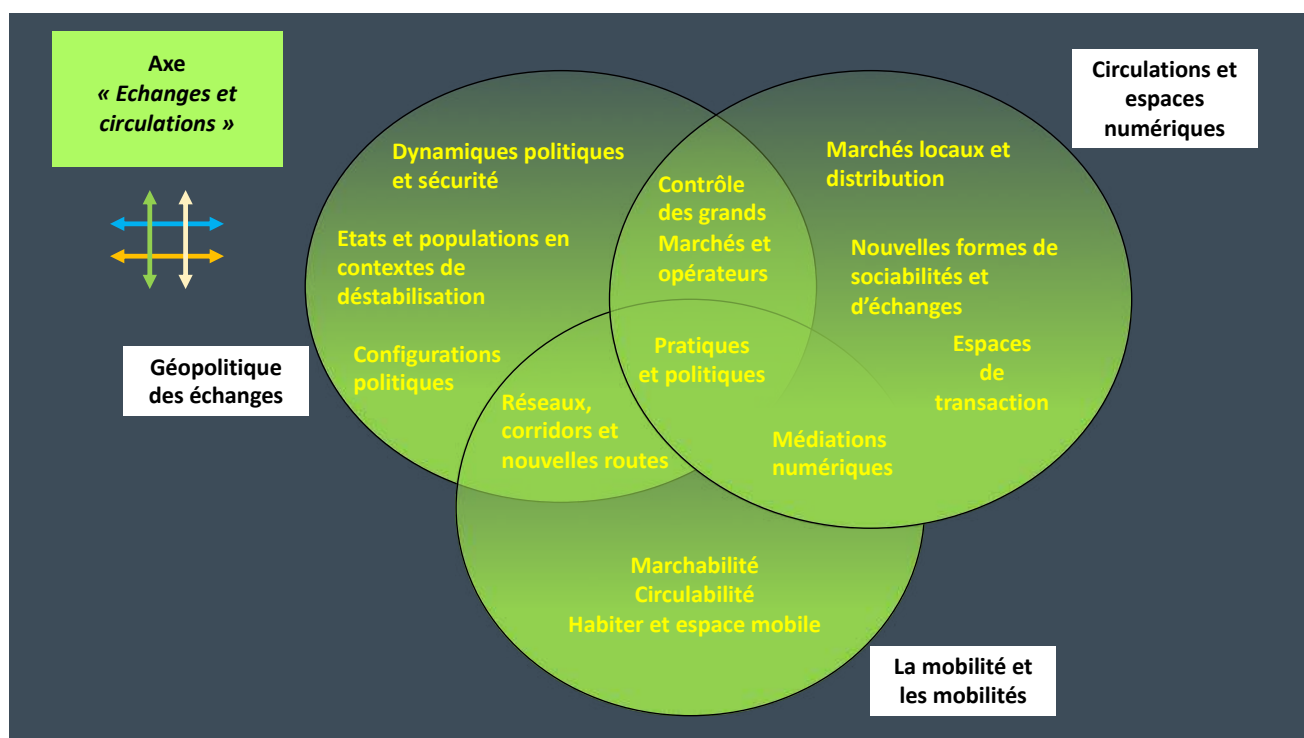 Axe
« Echanges et
circulations »
Circulations et
espaces
numériques
Dynamiques politiques
et sécurité
Contrôle
des grands
Marchés et
opérateurs
Marchés locaux et
distribution
Etats et populations en
contextes de
déstabilisation
Nouvelles formes de
sociabilités et
d’échanges
Géopolitique
des échanges
Configurations
politiques
Pratiques
et politiques
Espaces
de
transaction
Réseaux,
corridors et
nouvelles routes
Médiations
numériques
Marchabilité
Circulabilité
Habiter et espace mobile
La mobilité et
les mobilités